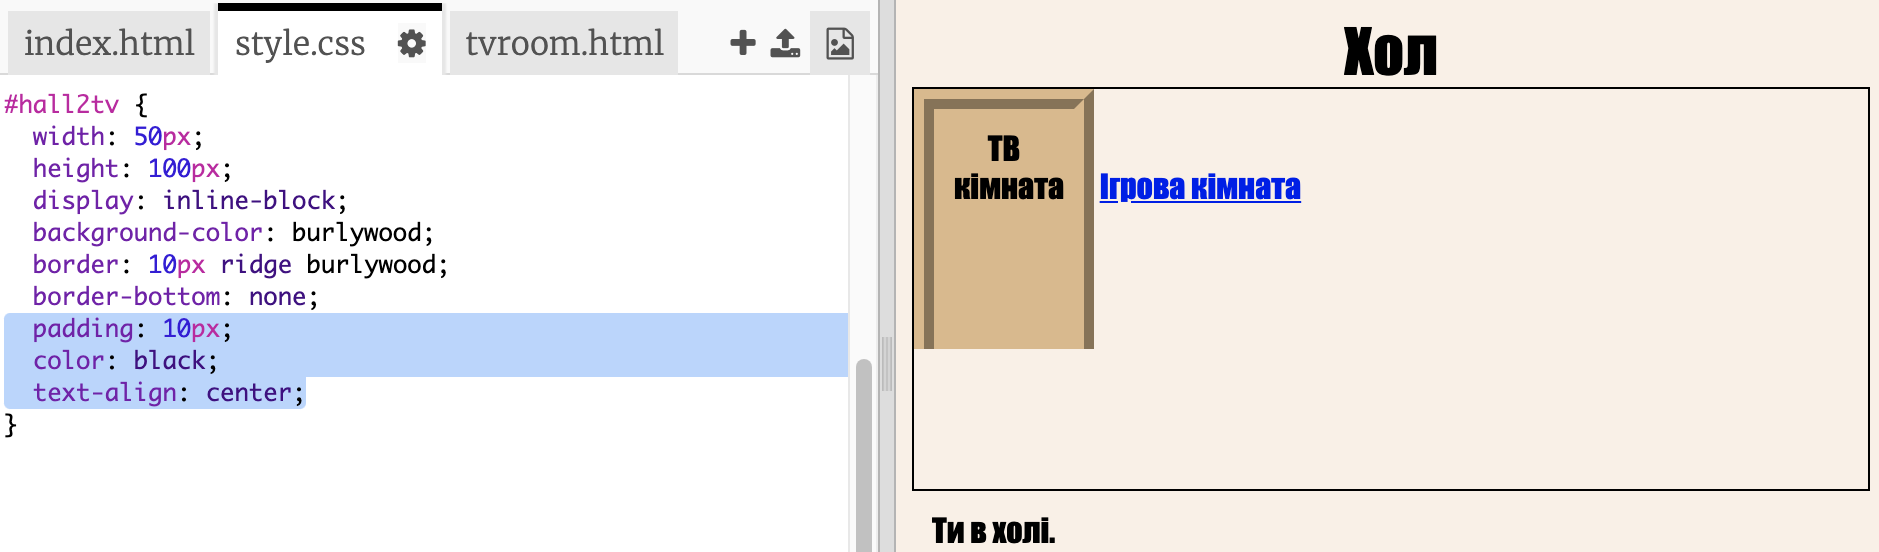 index.html style.css tvroom.html
#hall2tv {
  width: 50px;
  height: 100px;
  display: inline-block;
  background-color: burlywood;
  border: 10px ridge burlywood;
  border-bottom: none;
  padding: 10px;
  color: black;
  text-align: center;
}
Хол
ТВ
кімната
Ігрова кімната
Ти в холі.